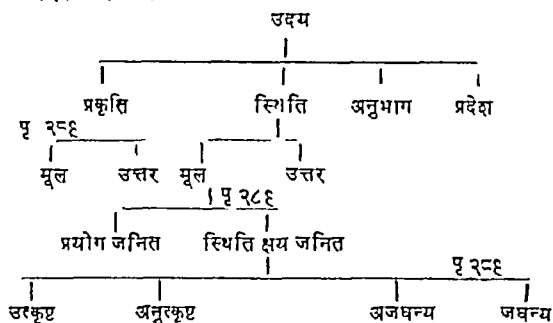 उदय
प्रकृति स्थिति अनुभाग प्रदेश
पृ २८६
मूल उत्तर मूल उत्तर
पृ २८६
प्रयोग जनित स्थिति क्षय जनित
पृ २८६
उत्कृष्ट अनुत्कृष्ट अजघन्य जघन्य